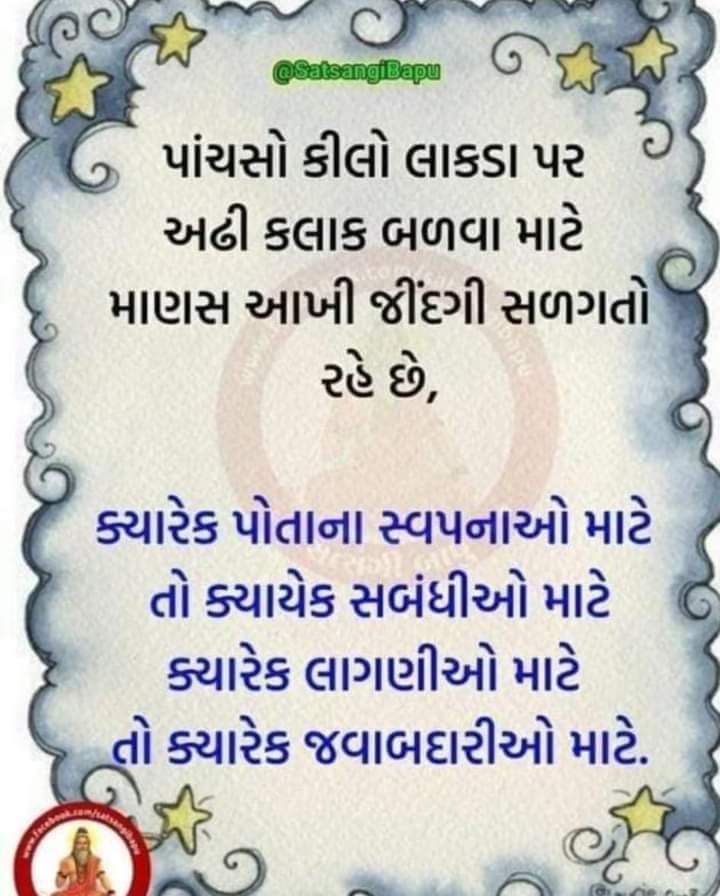 @SatsangiBapu
પાંચસો કીલો લાકડા પર
અઢી કલાક બળવા માટે
માણસ આખી જીંદગી સળગતો
રહે છે,
ક્યારેક પોતાના સ્વપનાઓ માટે
તો ક્યાયેક સબંધીઓ માટે
ક્યારેક લાગણીઓ માટે
તો ક્યારેક જવાબદારીઓ માટે.